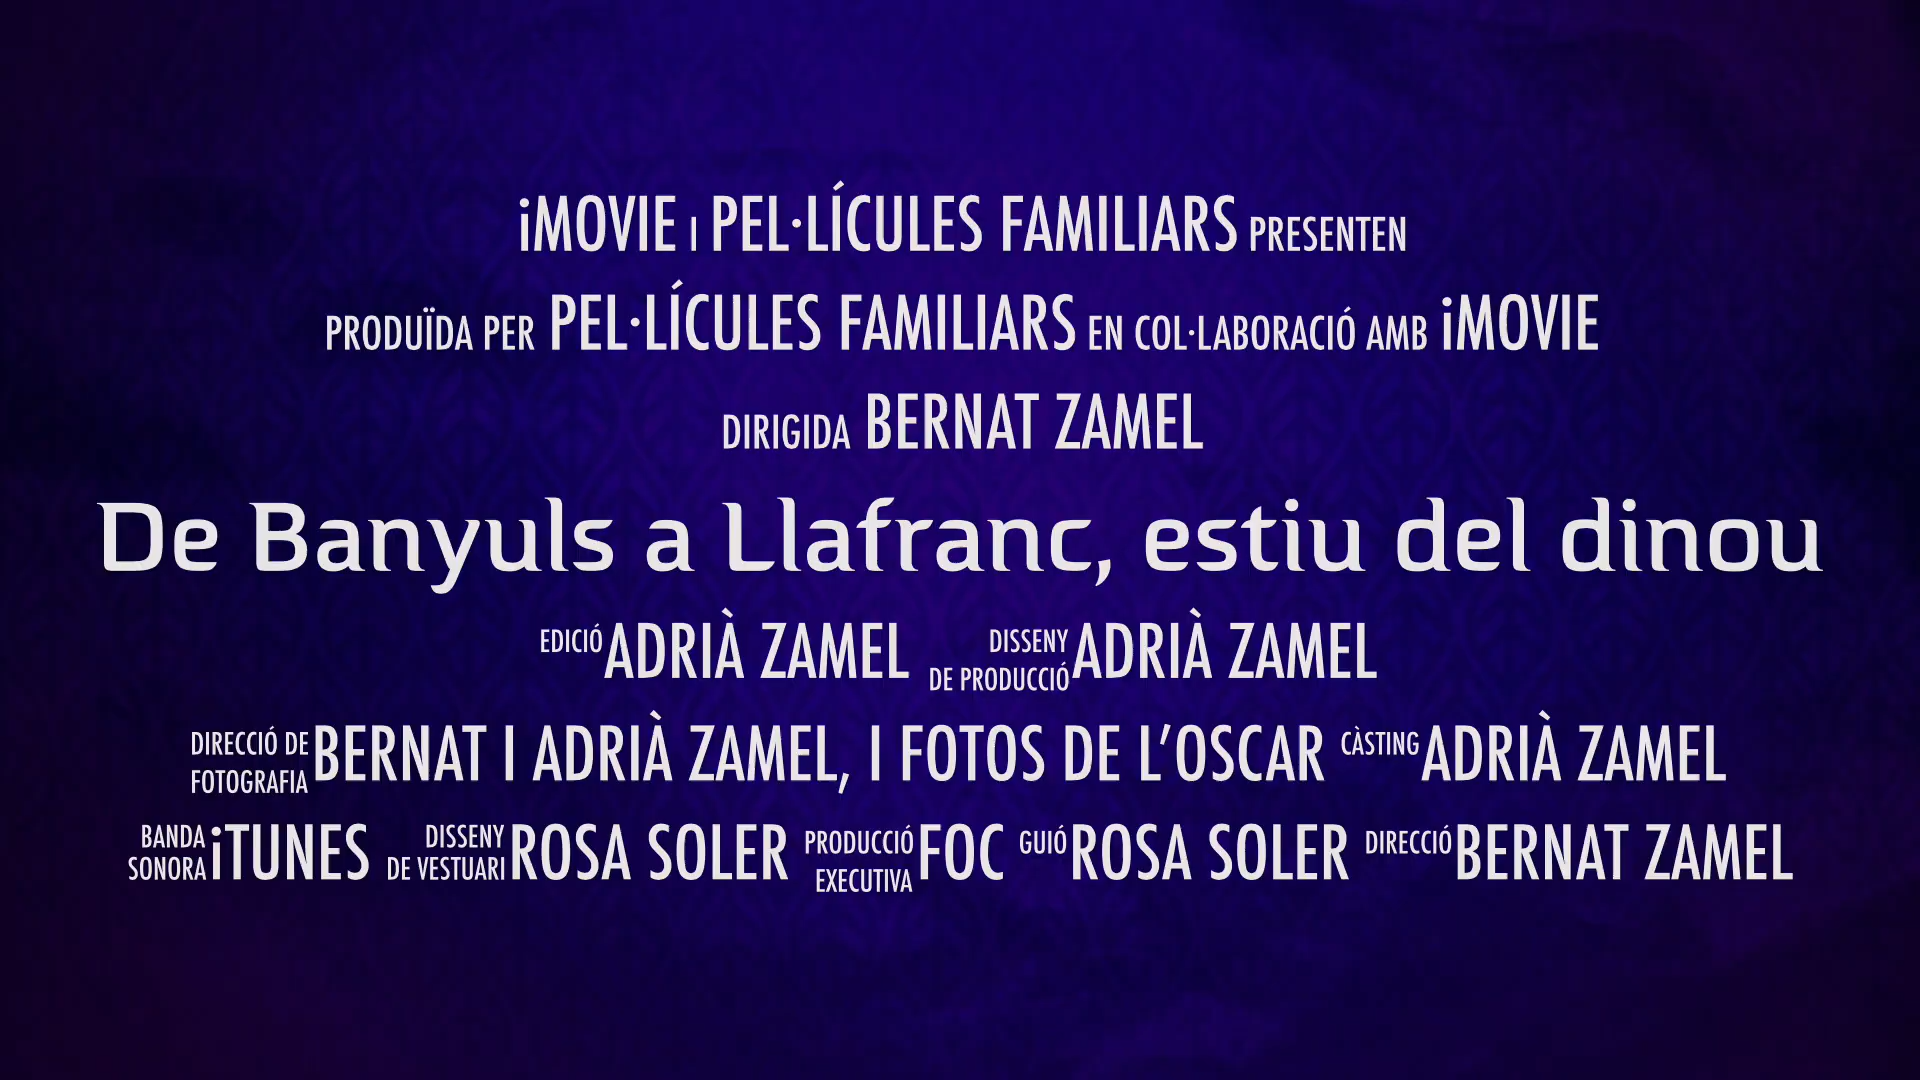 iMOVIE I PEL·LÍCULES FAMILIARS PRESENTEN
PRODUÏDA PER PEL·LÍCULES FAMILIARS EN COL·LABORACIÓ AMB iMOVIE
DIRIGIDA BERNAT ZAMEL
De Banyuls a Llafranc, estiu del dinou
EDICIÓ ADRIÀ ZAMEL DISSENY DE PRODUCCIÓ ADRIÀ ZAMEL
DIRECCIÓ DE FOTOGRAFIA BERNAT I ADRIÀ ZAMEL, I FOTOS DE L’OSCAR CÀSTING ADRIÀ ZAMEL
BANDA SONORA iTUNES DISSENY DE VESTUARI ROSA SOLER PRODUCCIÓ EXECUTIVA FOC GUIÓ ROSA SOLER DIRECCIÓ BERNAT ZAMEL